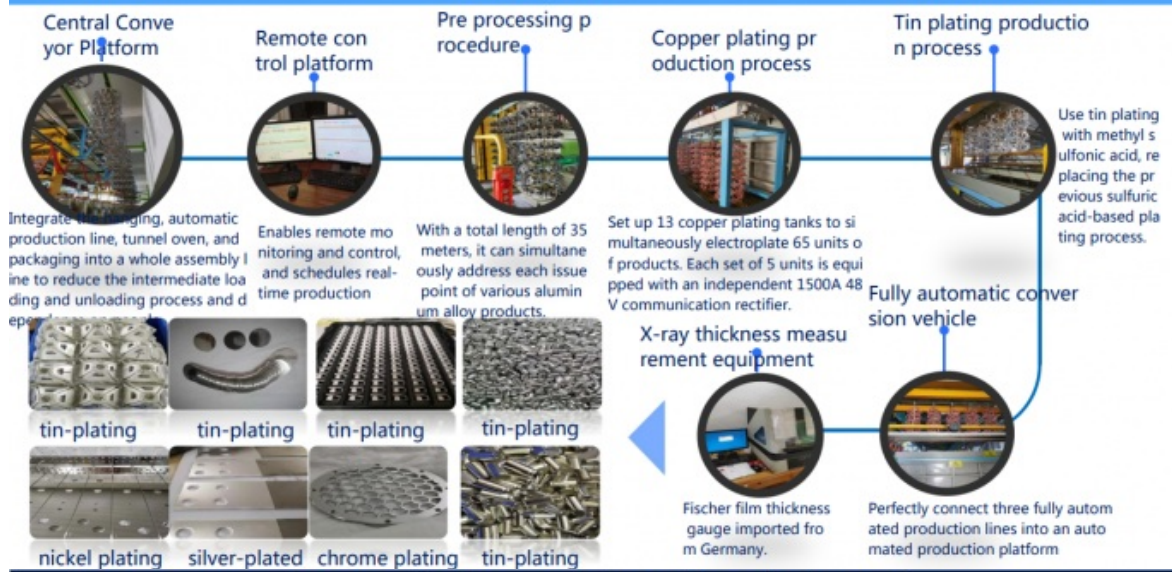 Central Conve
yor Platform
Remote con
trol platform
Pre processing p
rocedure
Copper plating pr
oduction process
Tin plating productio
n process
Integrate the hanging, automatic
production line, tunnel oven, and
packaging into a whole assembly l
ine to reduce the intermediate loa
ding and unloading process and d
Enables remote mo
nitoring and control,
and schedules real-
time production
With a total length of 35
meters, it can simultane
ously address each issue
point of various alumin
um alloy products.
Set up 13 copper plating tanks to si
multaneously electroplate 65 units o
f products. Each set of 5 units is equi
pped with an independent 1500A 48
V communication rectifier.
Use tin plating
with methyl s
ulfonic acid, re
placing the pr
evious sulfuric
acid-based pla
ting process.
Fully automatic conver
sion vehicle
X-ray thickness measu
rement equipment
tin-plating
tin-plating
tin-plating
tin-plating
nickel plating
silver-plated
chrome plating
tin-plating
Fischer film thickness
gauge imported fro
m Germany.
Perfectly connect three fully autom
ated production lines into an auto
mated production platform